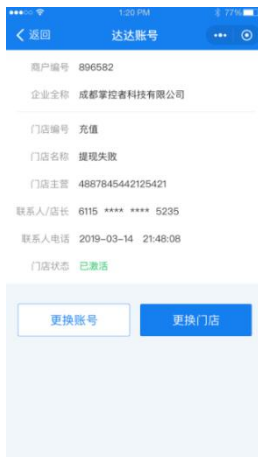 1:20 PM
77%
返回
达达账号
商户编号 896582
企业全称 成都掌控者科技有限公司
门店编号 充值
门店名称 提现失败
门店主营 4887845442125421
联系人/店长 6115 **** **** 5235
联系人电话 2019-03-14 21:48:08
门店状态 已激活
更换账号
更换门店